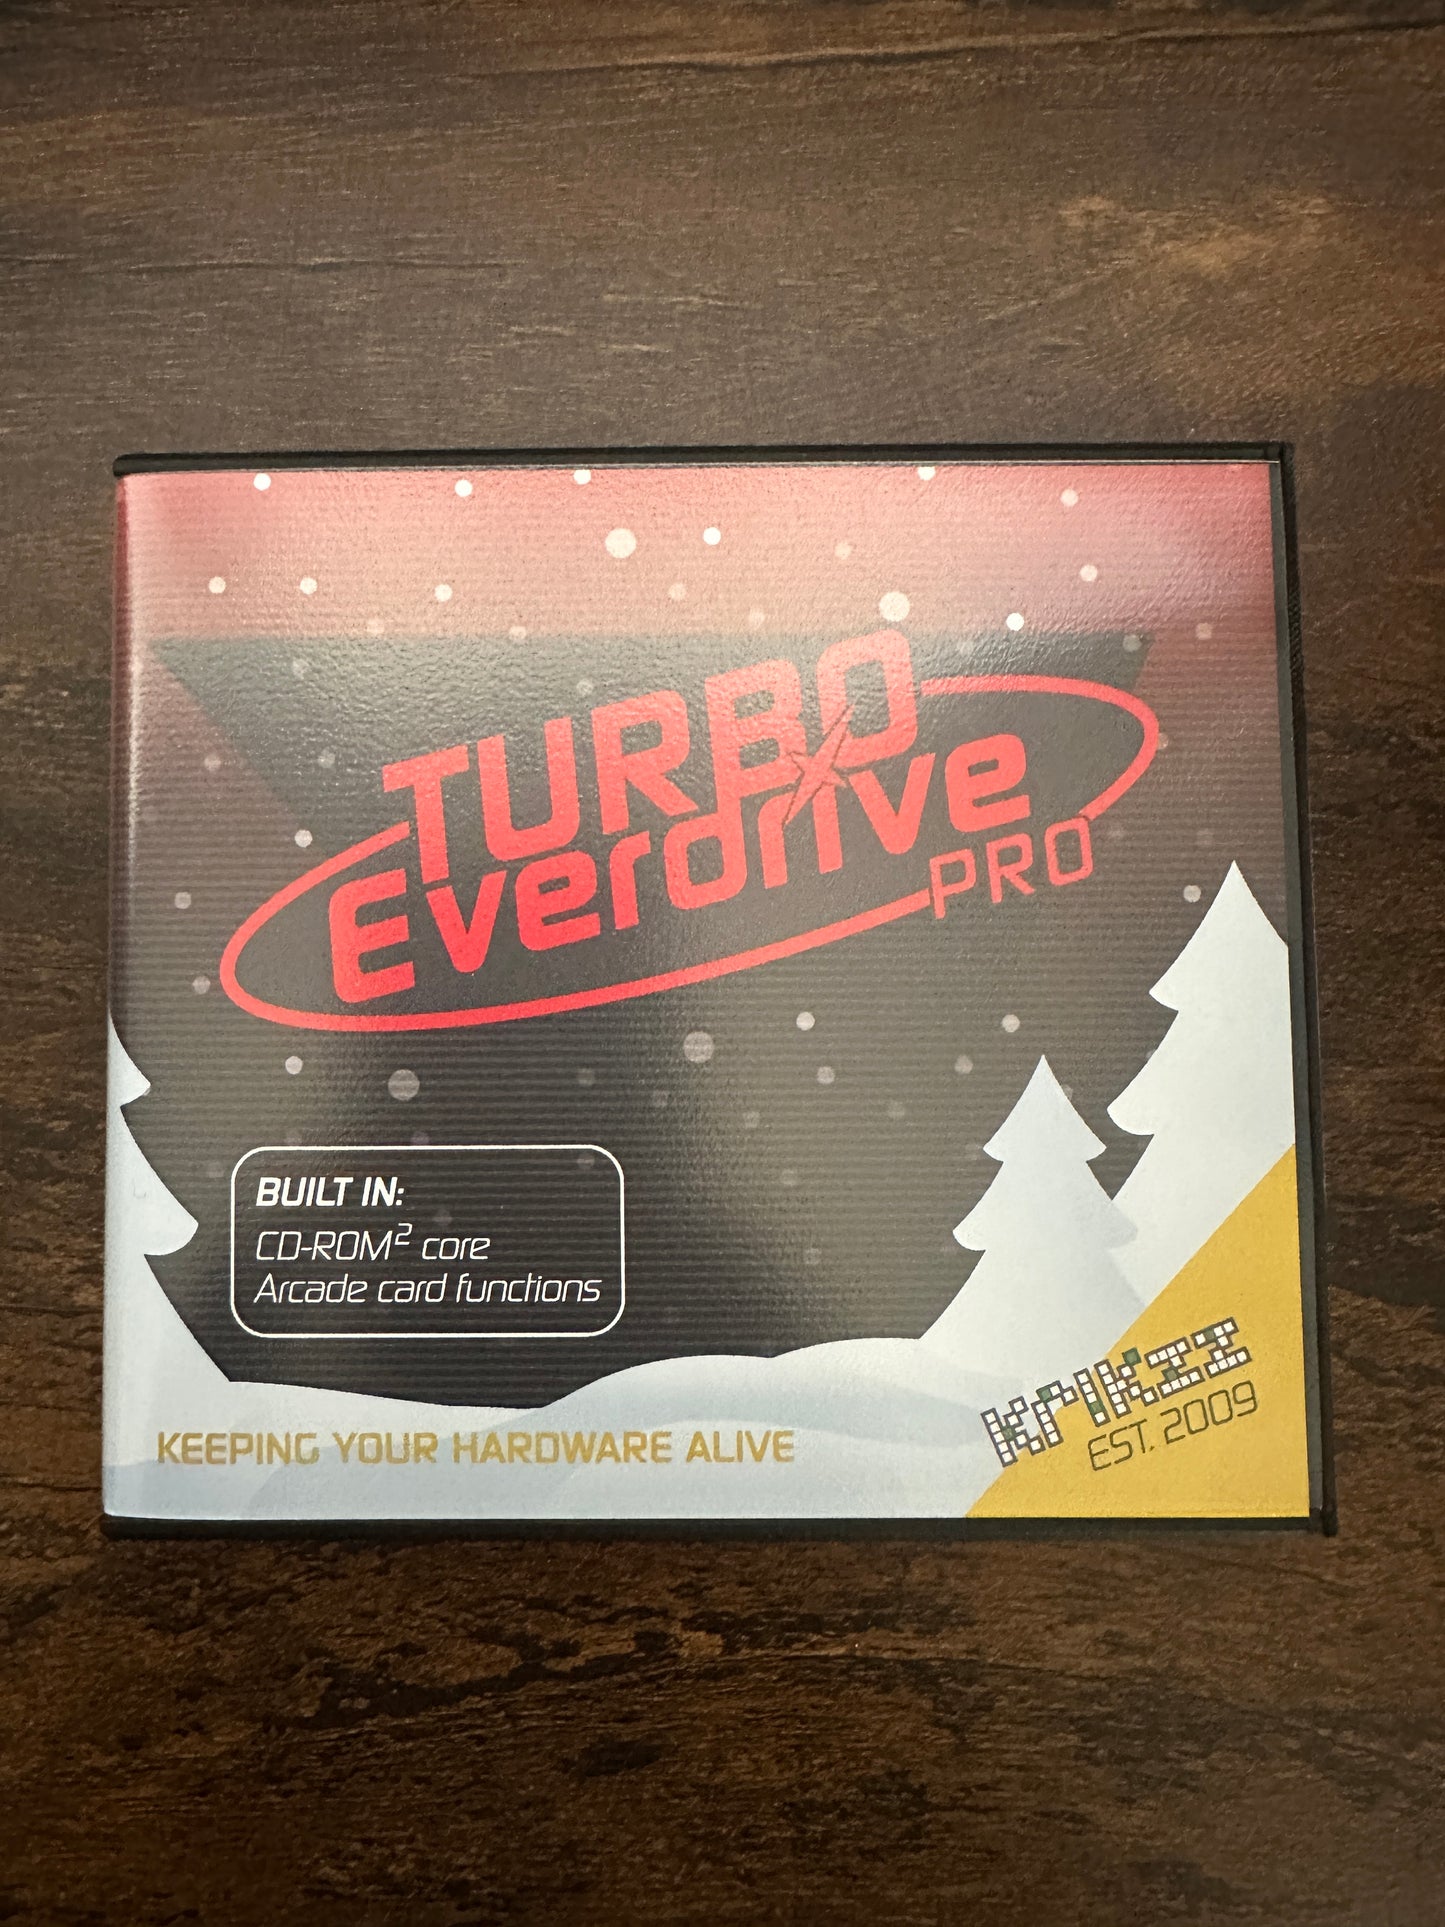 TURBO
Everdrive
PRO
BUILT IN:
CD-ROM² core
Arcade card functions
KEEPING YOUR HARDWARE ALIVE
KRIKZZ
EST. 2009